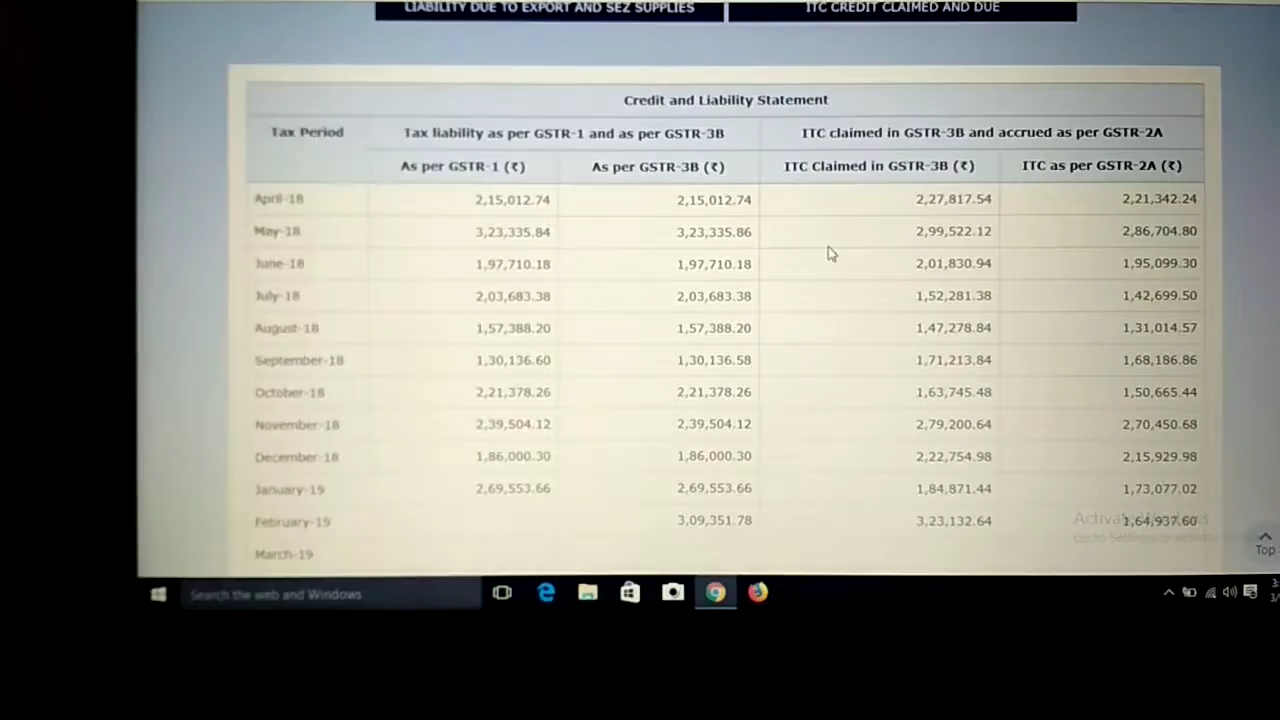 LIABILITY DUE TO EXPORT AND SEZ SUPPLIES ITC CREDIT CLAIMED AND DUE
Credit and Liability Statement
Tax Period Tax liability as per GSTR-1 and as per GSTR-3B ITC claimed in GSTR-3B and accrued as per GSTR-2A
As per GSTR-1 (₹) As per GSTR-3B (₹) ITC Claimed in GSTR-3B (₹) ITC as per GSTR-2A (₹)
April-18 2,15,012.74 2,15,012.74 2,27,817.54 2,21,342.24
May-18 3,23,335.84 3,23,335.86 2,99,522.12 2,86,704.80
June-18 1,97,710.18 1,97,710.18 2,01,830.94 1,95,099.30
July-18 2,03,683.38 2,03,683.38 1,52,281.38 1,42,699.50
August-18 1,57,388.20 1,57,388.20 1,47,278.84 1,31,014.57
September-18 1,30,136.60 1,30,136.58 1,71,213.84 1,68,186.86
October-18 2,21,378.26 2,21,378.26 1,63,745.48 1,50,665.44
November-18 2,39,504.12 2,39,504.12 2,79,200.64 2,70,450.68
December-18 1,86,000.30 1,86,000.30 2,22,754.98 2,15,929.98
January-19 2,69,553.66 2,69,553.66 1,84,871.44 1,73,077.02
February-19 3,09,351.78 3,23,132.64 1,64,937.60
Activate Windows
March-19
Top
Search the web and Windows